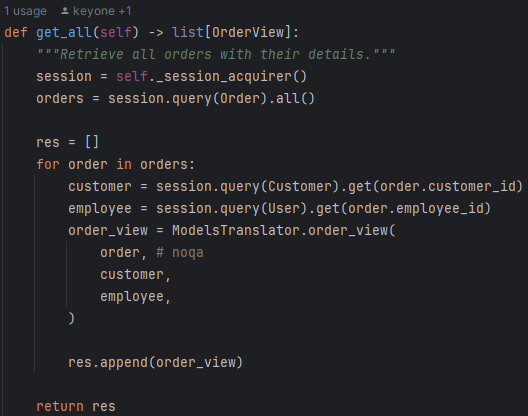 1 usage keyone +1
def get_all(self) -> list[OrderView]:
    """Retrieve all orders with their details."""
    session = self._session_acquirer()
    orders = session.query(Order).all()

    res = []
    for order in orders:
        customer = session.query(Customer).get(order.customer_id)
        employee = session.query(User).get(order.employee_id)
        order_view = ModelsTranslator.order_view(
            order, # noqa
            customer,
            employee,
        )

        res.append(order_view)

    return res